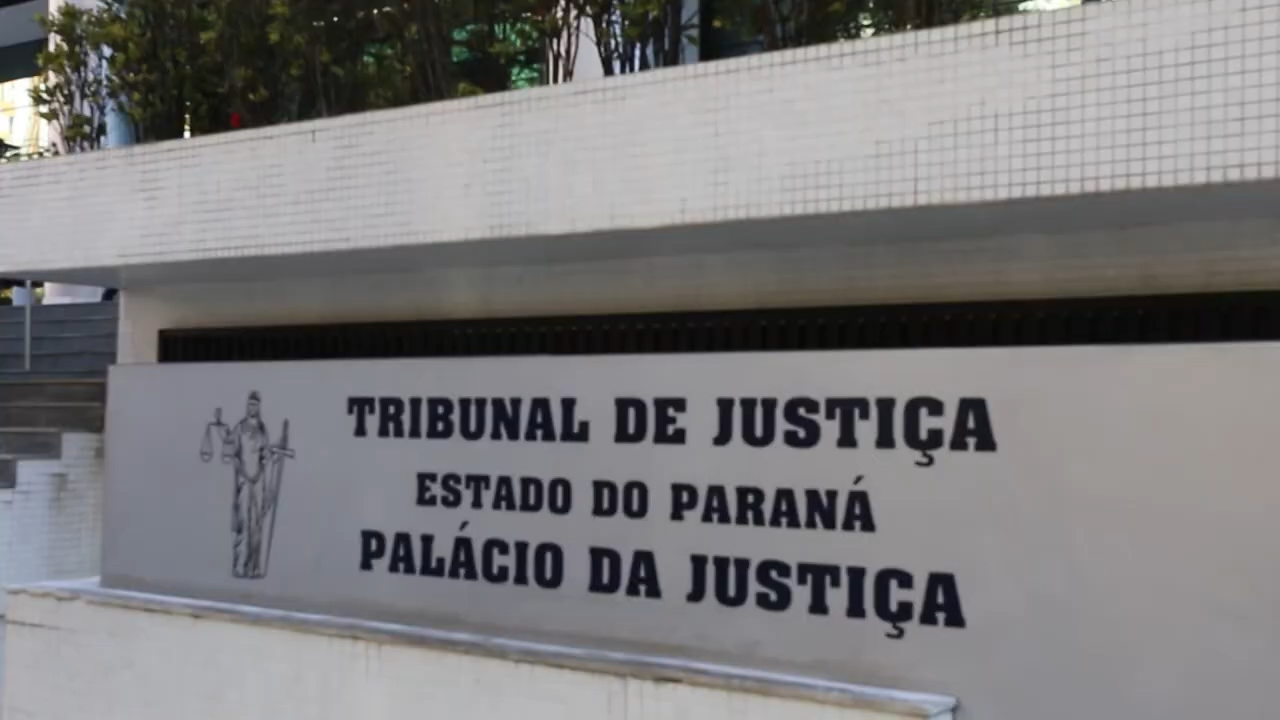 TRIBUNAL DE JUSTIÇA
ESTADO DO PARANÁ
PALÁCIO DA JUSTIÇA